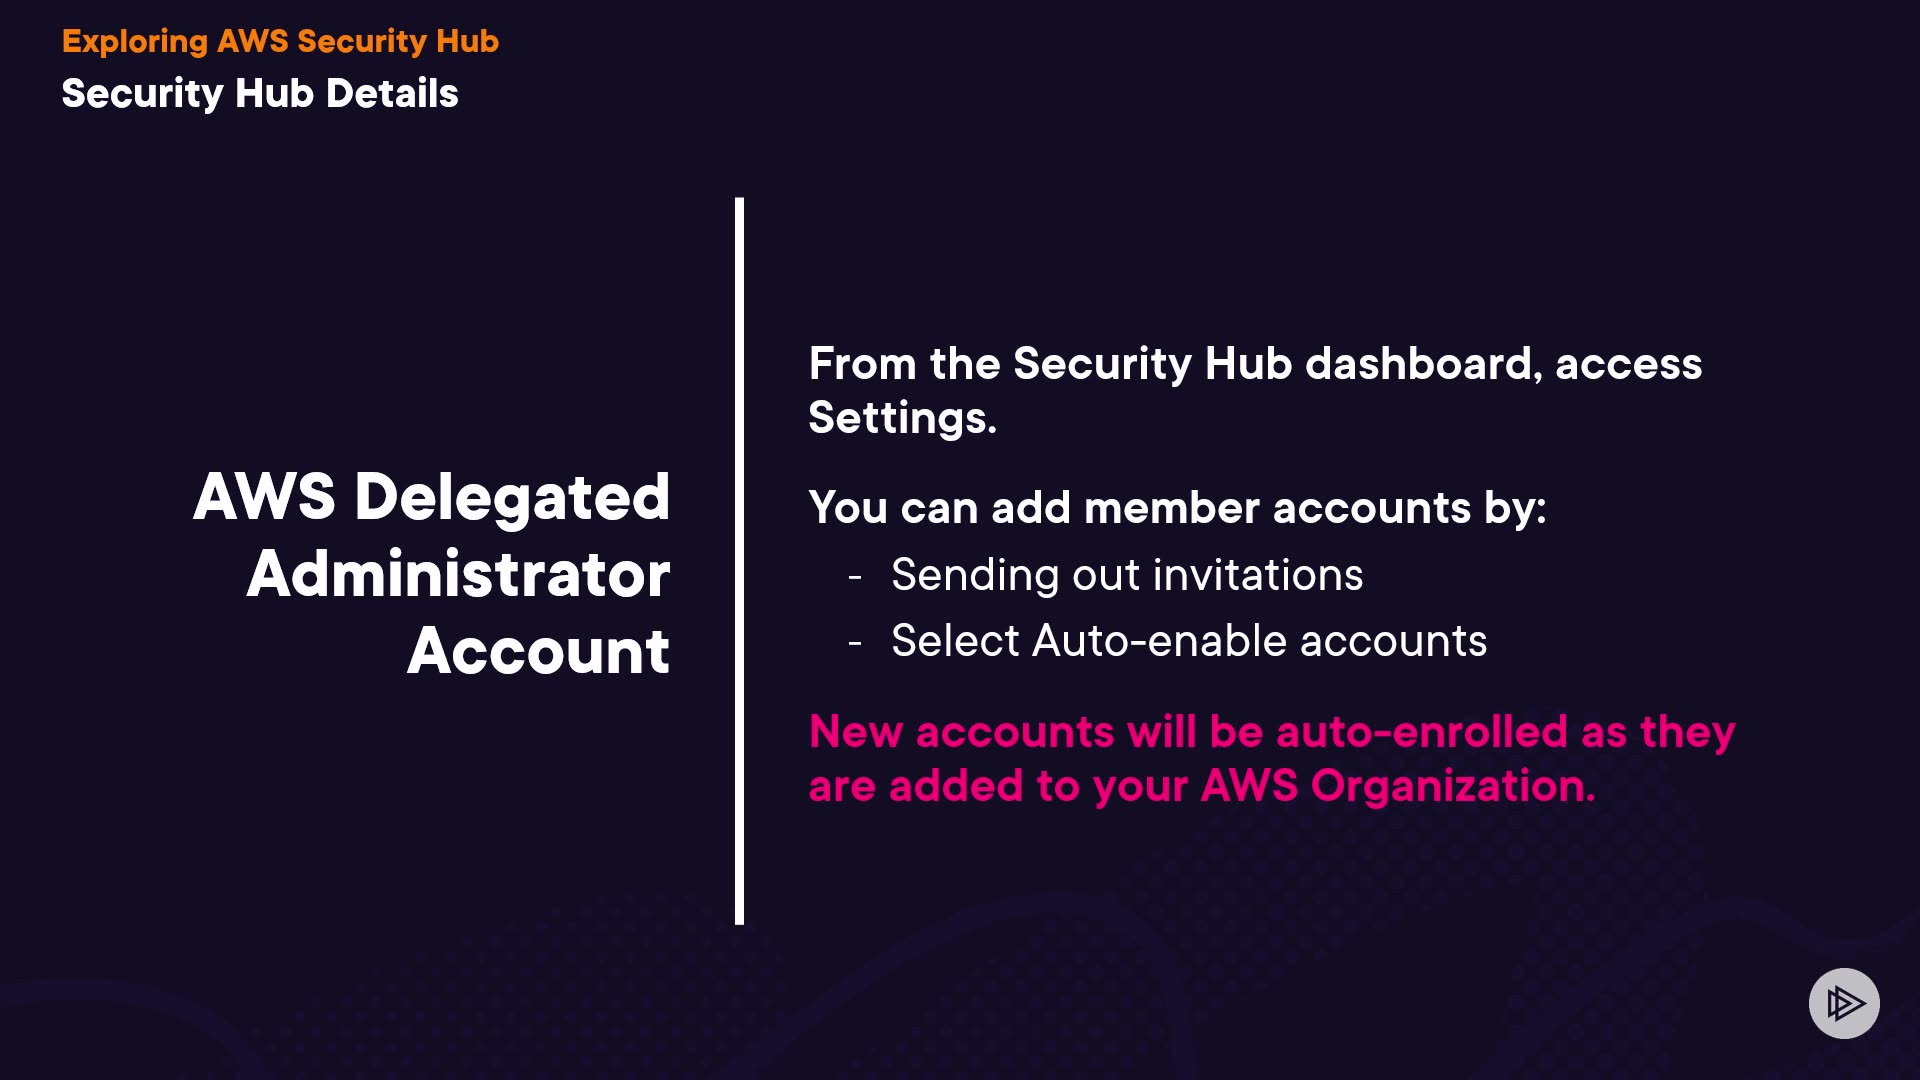 Exploring AWS Security Hub
Security Hub Details
AWS Delegated
Administrator
Account
From the Security Hub dashboard, access
Settings.
You can add member accounts by:
- Sending out invitations
- Select Auto-enable accounts
New accounts will be auto-enrolled as they
are added to your AWS Organization.